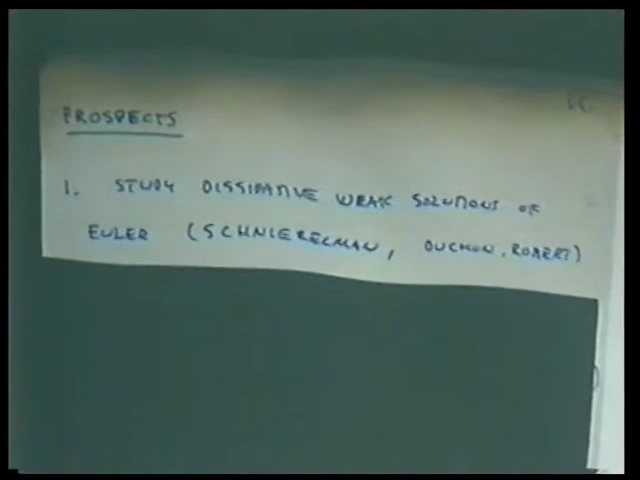 PROSPECTS
1. STUDY DISSIPATIVE WEAK SOLUTIONS OF
EULER (SCHNIERELMAN, DUCHON, ROBERT)